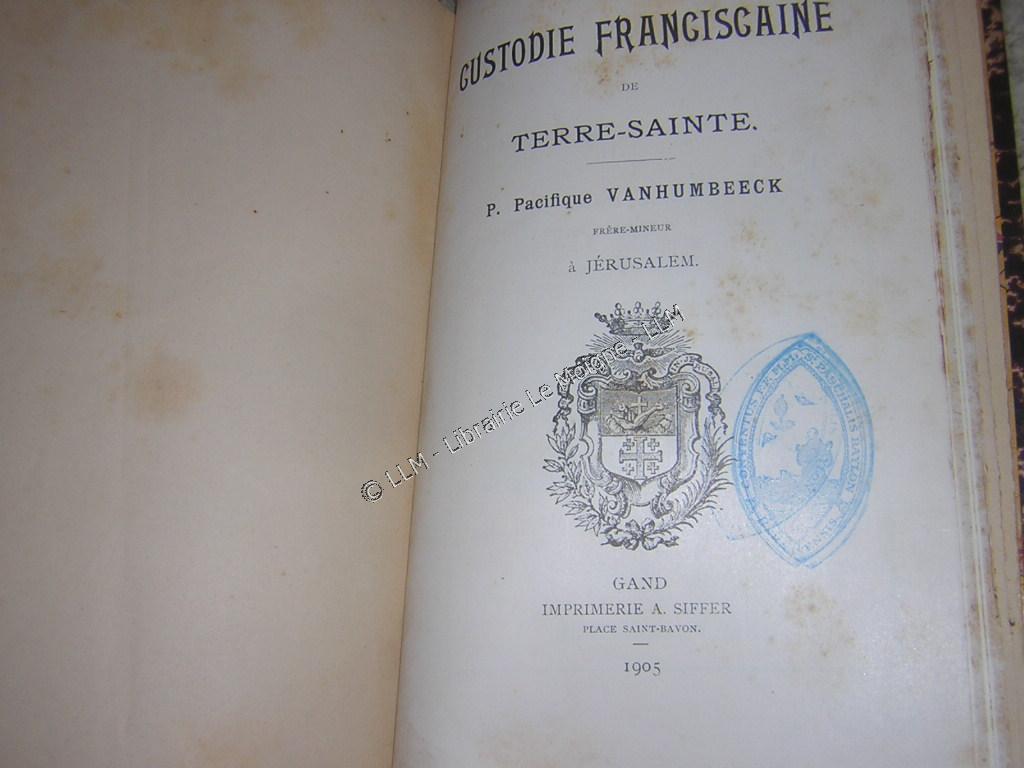 CUSTODIE FRANCISCAINE
DE
TERRE-SAINTE.
P. Pacifique VANHUMBEECK
FRÈRE-MINEUR
à JÉRUSALEM.
GAND
IMPRIMERIE A. SIFFER
PLACE SAINT-BAVON.
1905
© LLM - Librairie Le Moigne - LLM